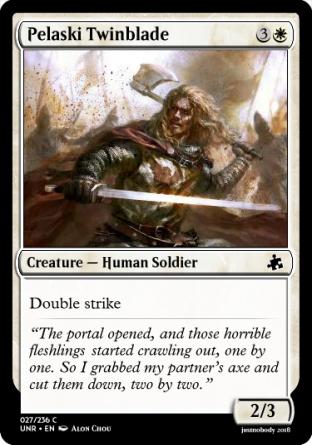 Pelaski Twinblade 3
Creature — Human Soldier
Double strike
“The portal opened, and those horrible
fleshlings started crawling out, one by
one. So I grabbed my partner’s axe and
cut them down, two by two.”
2/3
027/236 C
UNR • EN Alon Chou
justnobody 2018